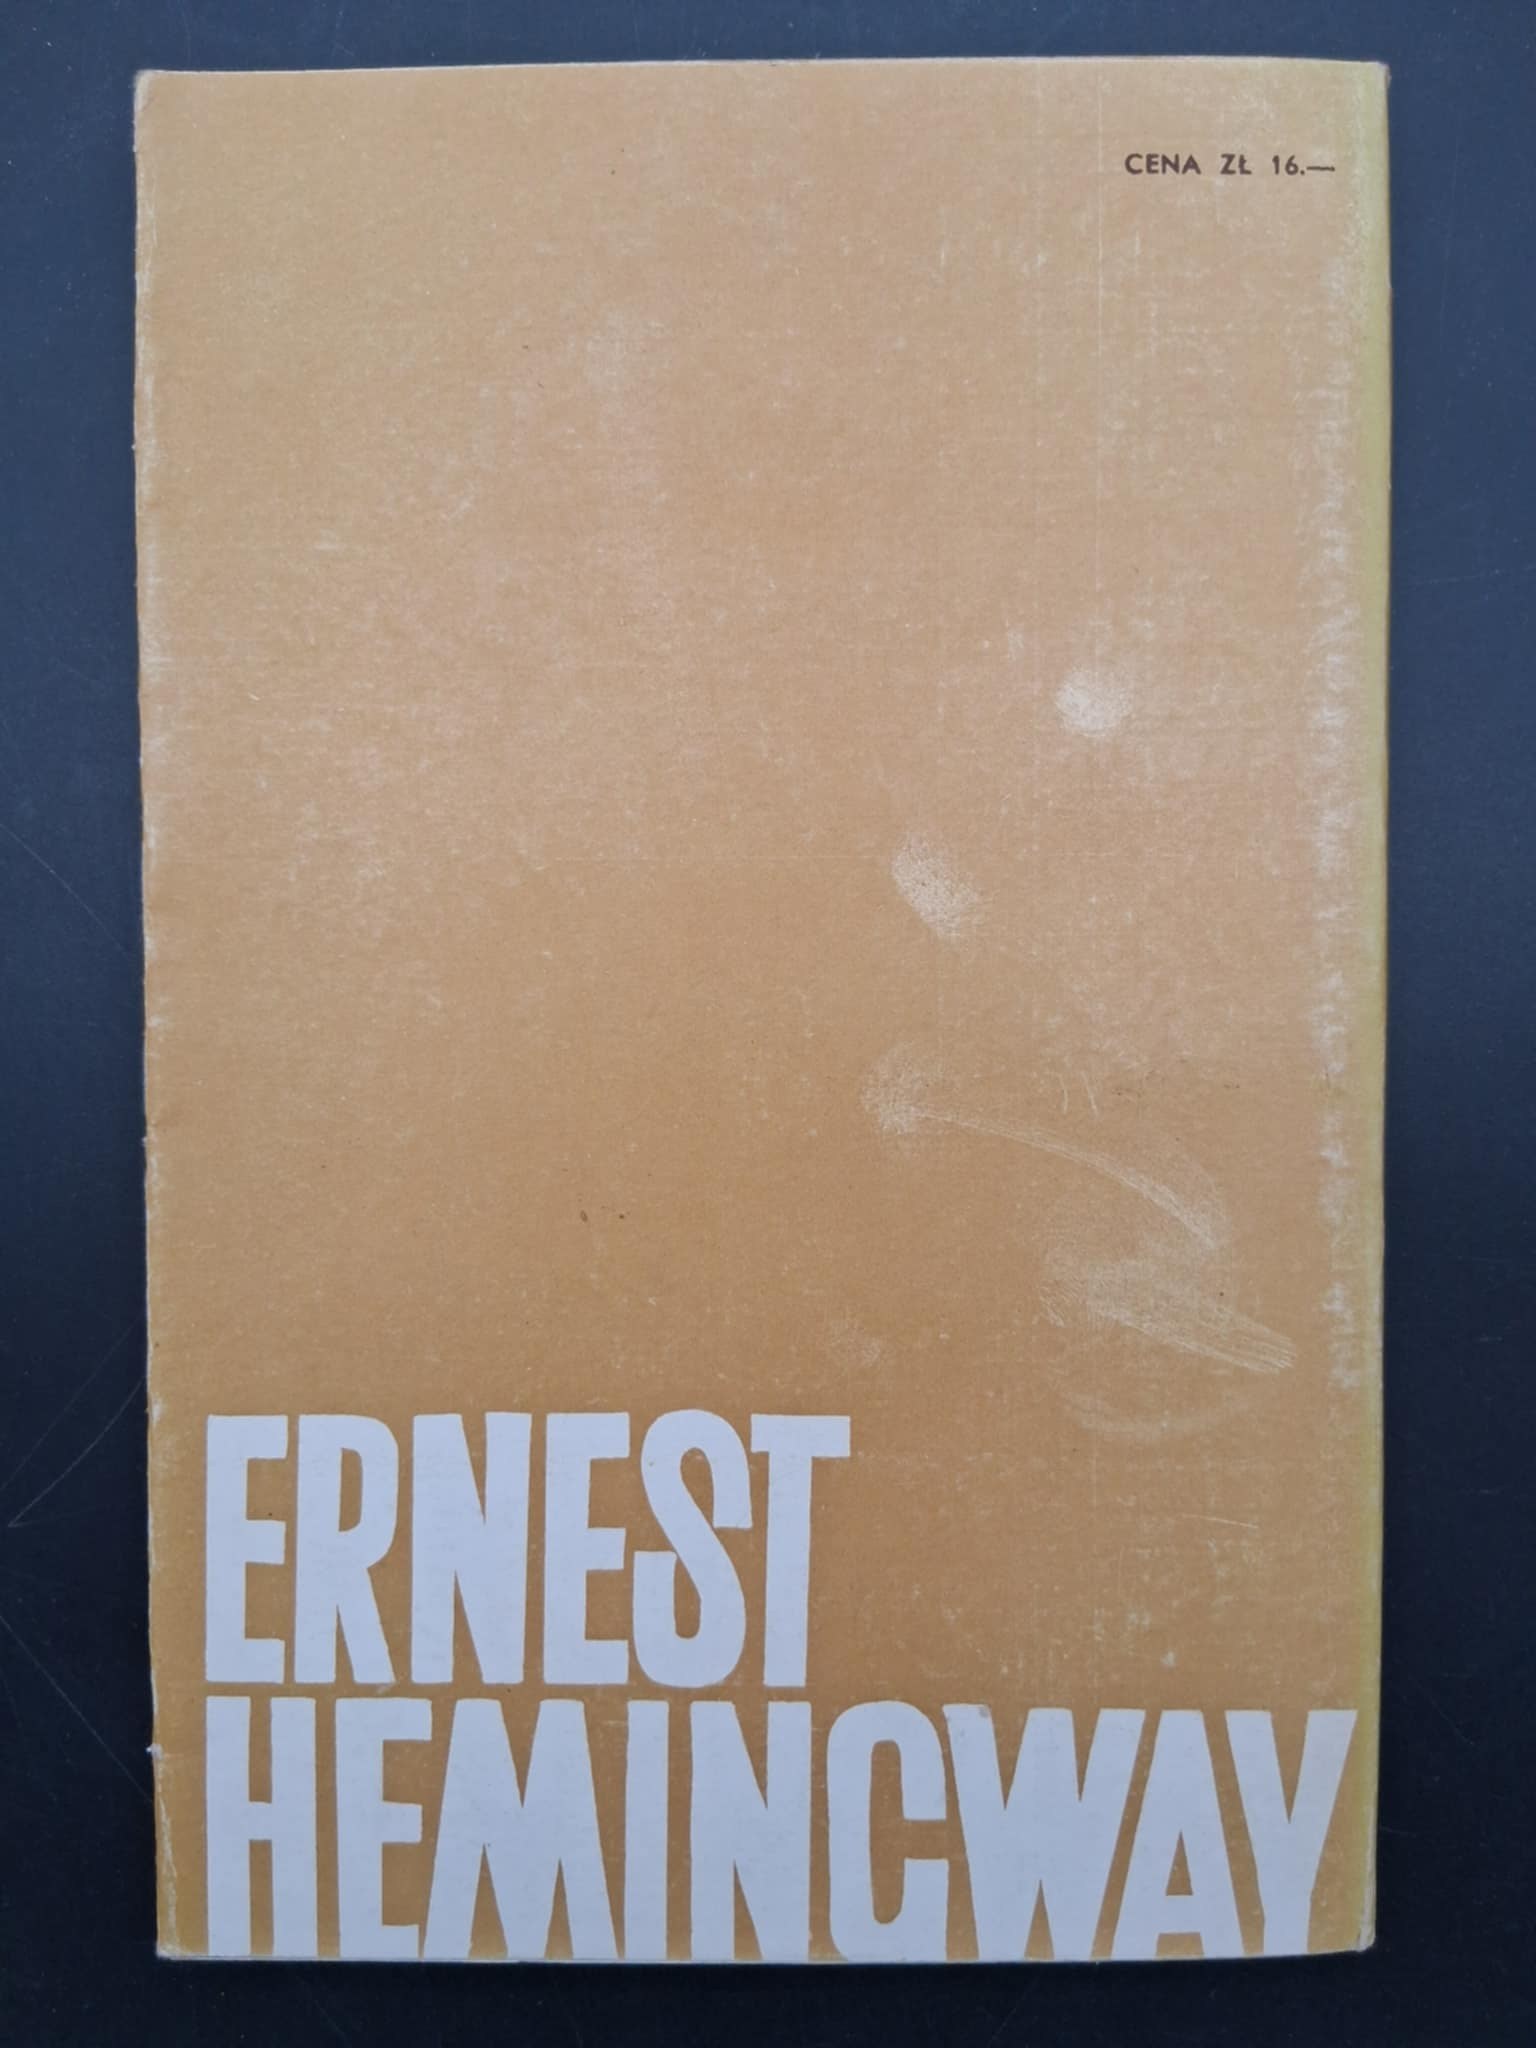 CENA ZŁ 16.—
ERNEST
HEMINGWAY